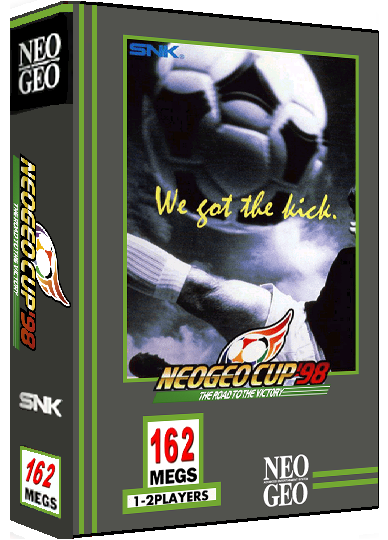 NEO
GEO
NEOGEO CUP '98
THE ROAD TO THE VICTORY
SNK
162
MEGS
SNK
We got the kick.
NEOGEO CUP '98
THE ROAD TO THE VICTORY
162
MEGS
1-2PLAYERS
NEO
GEO